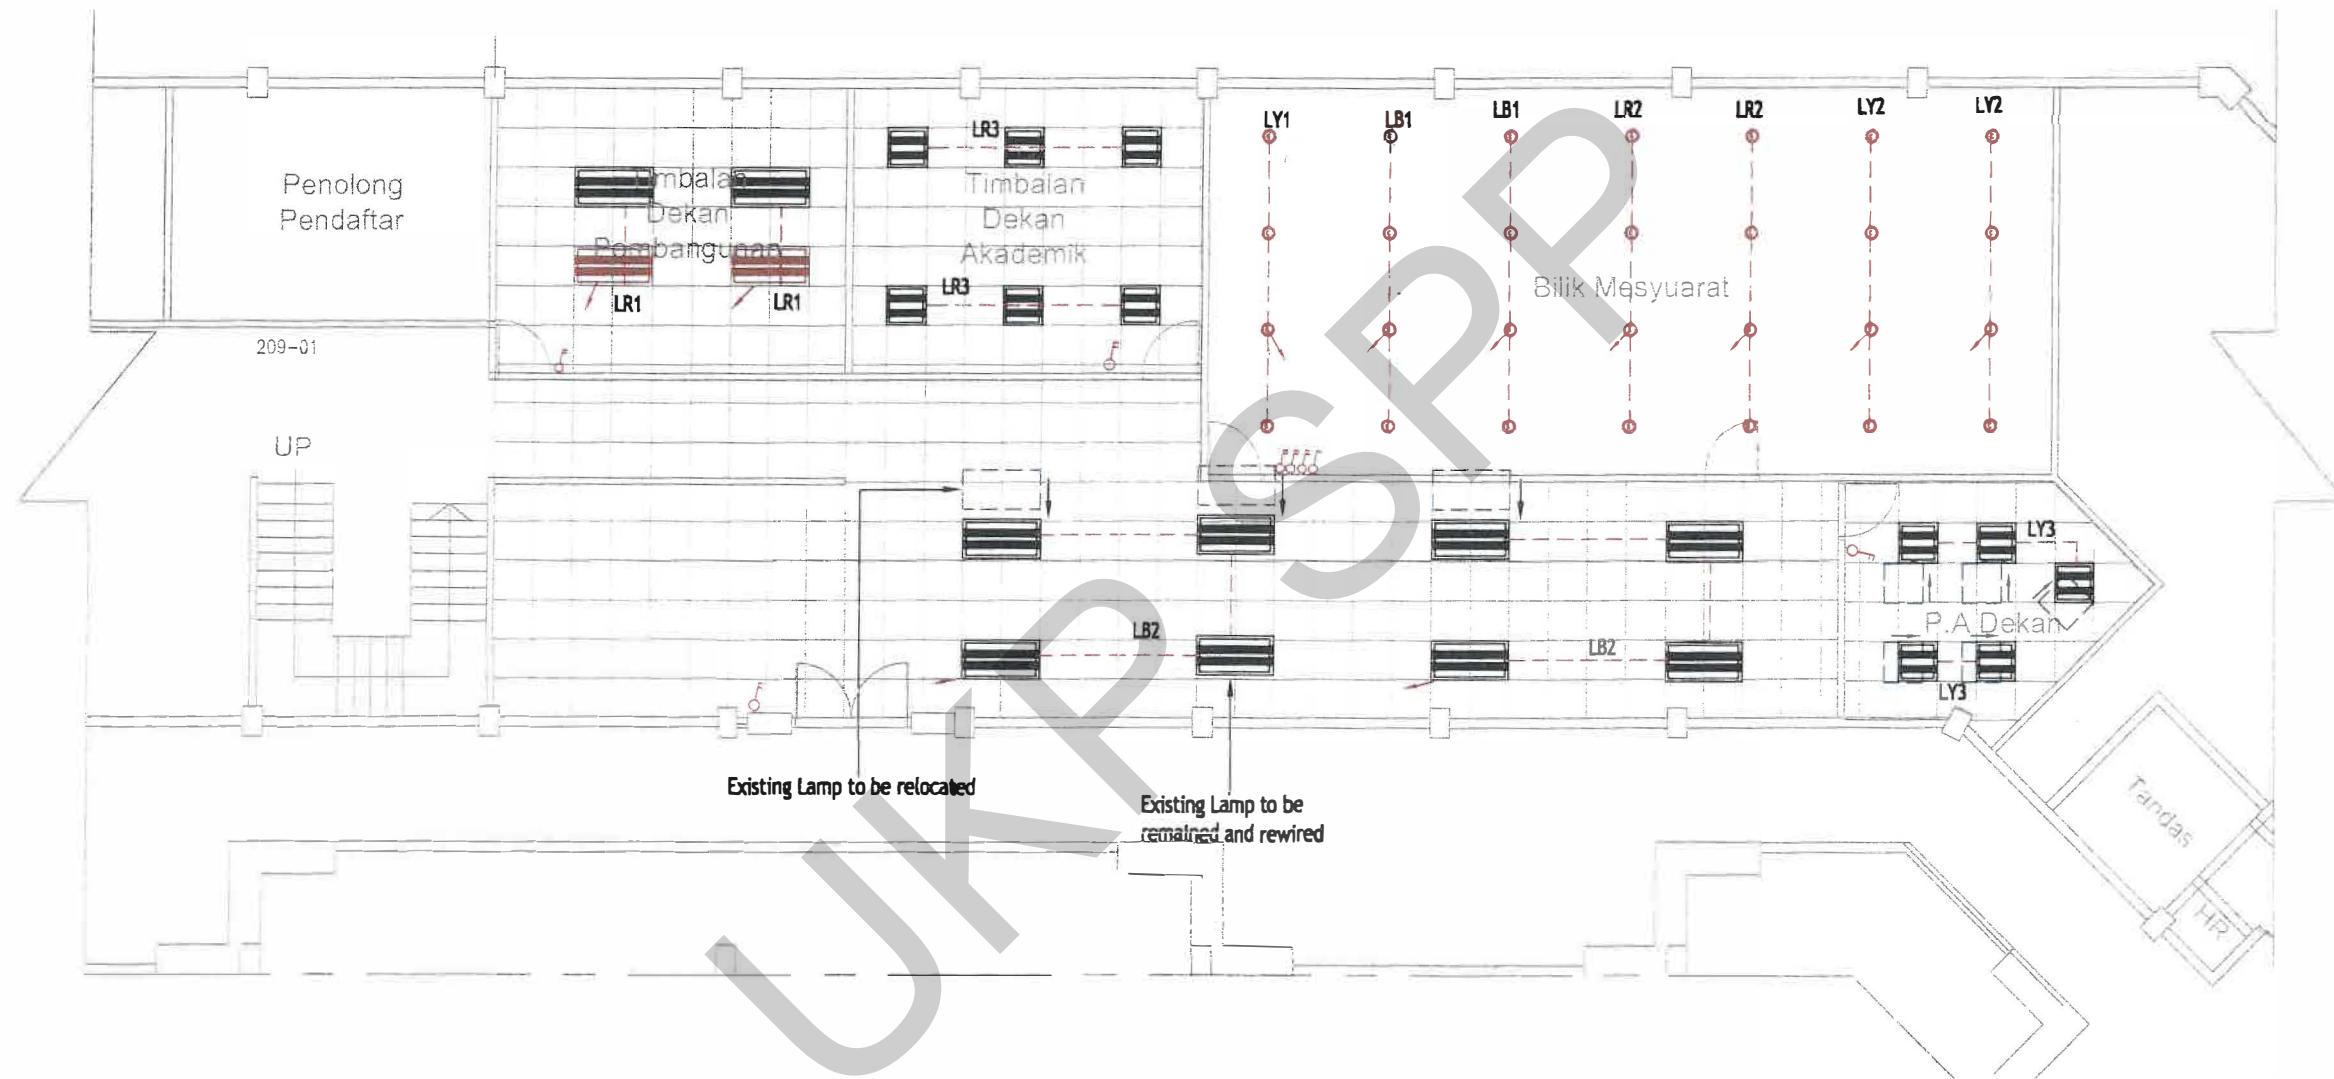 LY1
LB1
LB1
LR2
LR2
LY2
LY2
LR3
Penolong
Pendaftar
Timbalan
Dekan
Pembangunan
Timbalan
Dekan
Akademik
LR3
LR1
LR1
Bilik Mesyuarat
209-01
UP
LY3
P.A Dekan
LB2
LB2
LY3
Existing Lamp to be relocated
Existing Lamp to be
remained and rewired
Tandas
HR
UKP SPP